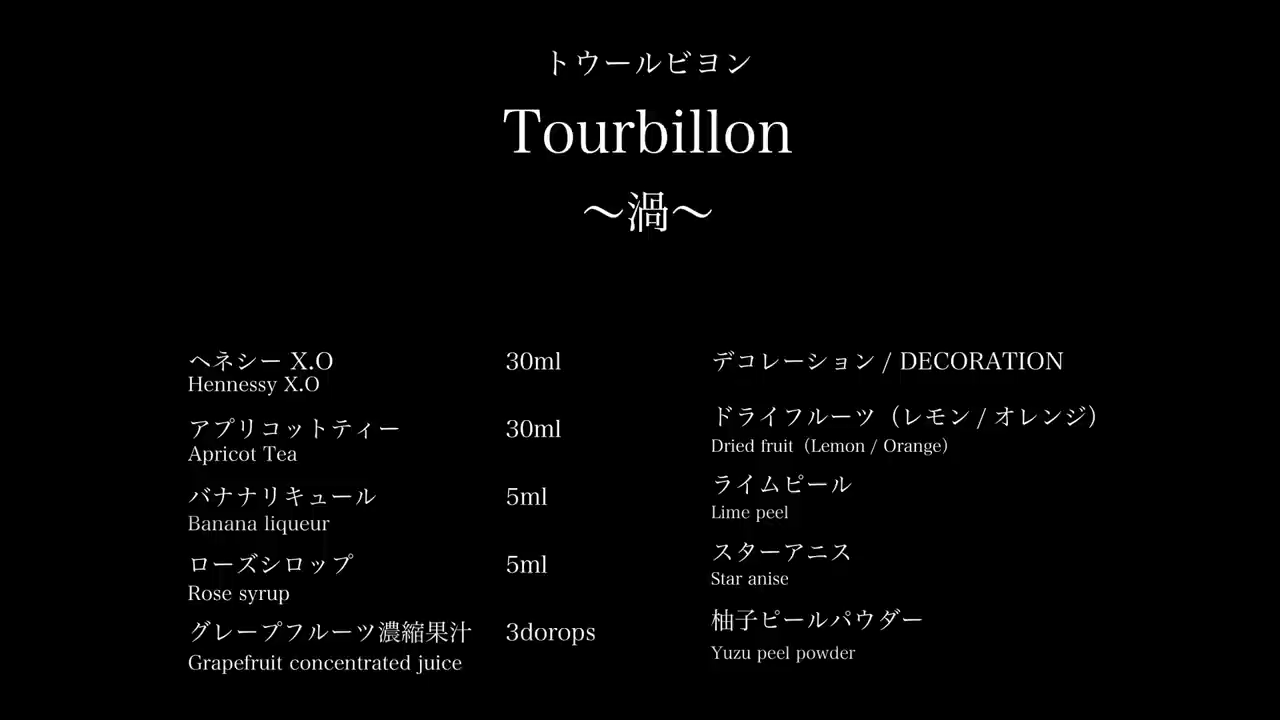 トウールビヨン
Tourbillon
〜渦〜
ヘネシー X.O 30ml
Hennessy X.O
アプリコットティー 30ml
Apricot Tea
バナナリキュール 5ml
Banana liqueur
ローズシロップ 5ml
Rose syrup
グレープフルーツ濃縮果汁 3dorops
Grapefruit concentrated juice
デコレーション / DECORATION
ドライフルーツ（レモン / オレンジ）
Dried fruit（Lemon / Orange）
ライムピール
Lime peel
スターアニス
Star anise
柚子ピールパウダー
Yuzu peel powder